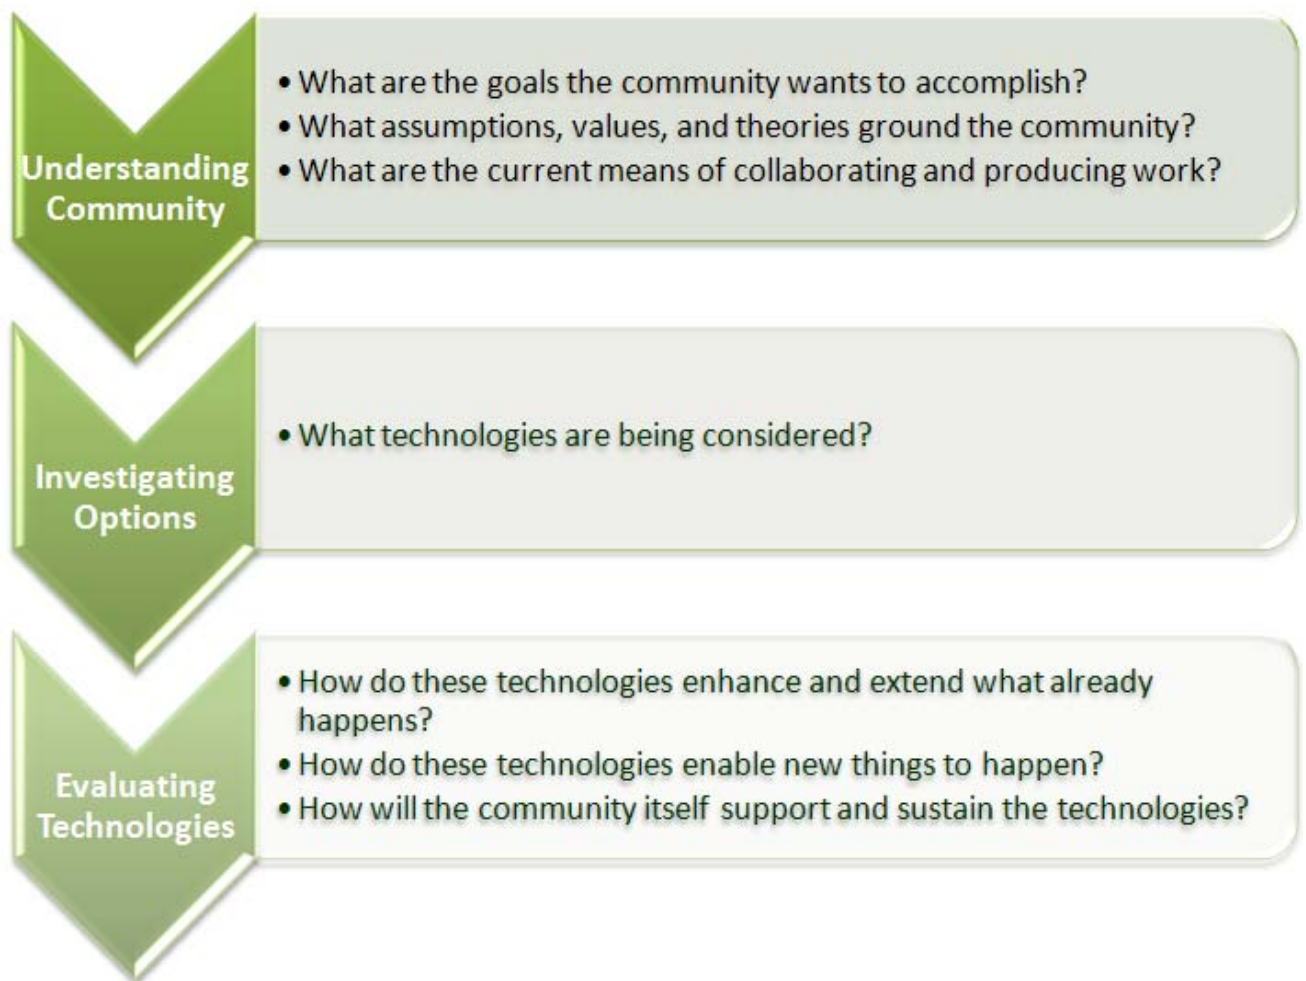 Understanding
Community
• What are the goals the community wants to accomplish?
• What assumptions, values, and theories ground the community?
• What are the current means of collaborating and producing work?
Investigating
Options
• What technologies are being considered?
Evaluating
Technologies
• How do these technologies enhance and extend what already
happens?
• How do these technologies enable new things to happen?
• How will the community itself support and sustain the technologies?